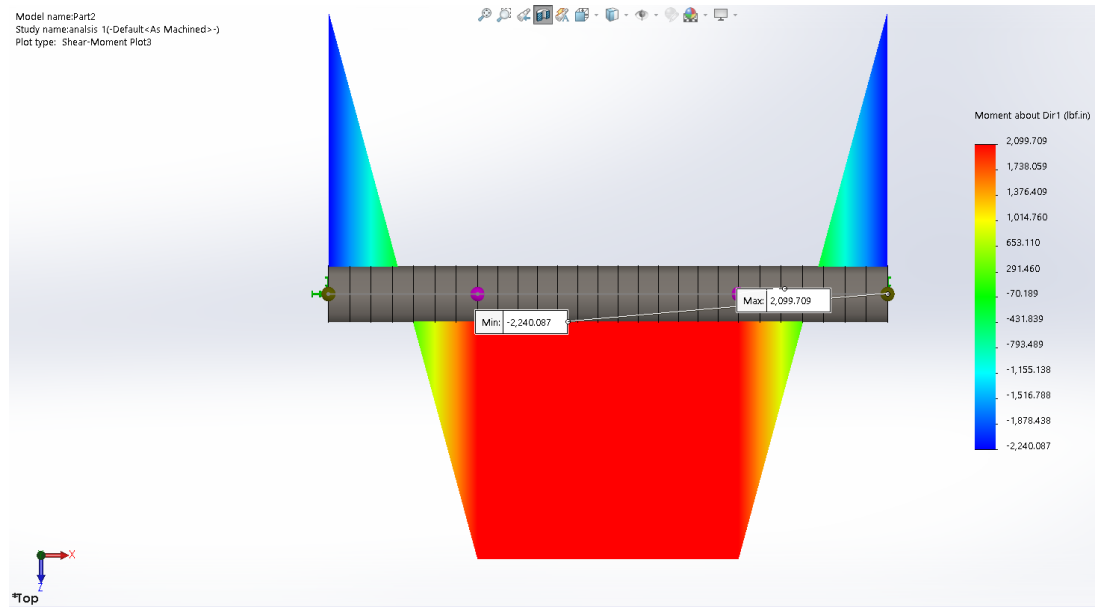 Model name:Part2
Study name:analsis 1(-Default<As Machined>-)
Plot type: Shear-Moment Plot3
Moment about Dir1 (lbf.in)
2,099.709
1,738.059
1,376.409
1,014.760
653.110
291.460
-70.189
-431.839
-793.489
-1,155.138
-1,516.788
-1,878.438
-2,240.087
Max: 2,099.709
Min: -2,240.087
X
Z
*Top